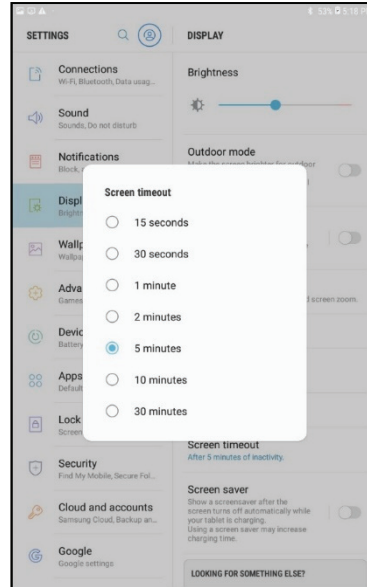 53% 5:18 P
SETTINGS
DISPLAY
Connections
Wi-Fi, Bluetooth, Data usag...
Sound
Sounds, Do not disturb
Notifications
Block,
Displ
Brightn
Wallp
Wallpa
Adva
Games
Devic
Battery
Apps
Default
Lock
Screen
Security
Find My Mobile, Secure Fol...
Cloud and accounts
Samsung Cloud, Backup an...
Google
Google settings
Brightness
Outdoor mode
Make the screen brighter for outdoor
d screen zoom.
Screen timeout
15 seconds
30 seconds
1 minute
2 minutes
5 minutes
10 minutes
30 minutes
Screen timeout
After 5 minutes of inactivity.
Screen saver
Show a screensaver after the
screen turns off automatically while
your tablet is charging.
Using a screen saver may increase
charging time.
LOOKING FOR SOMETHING ELSE?